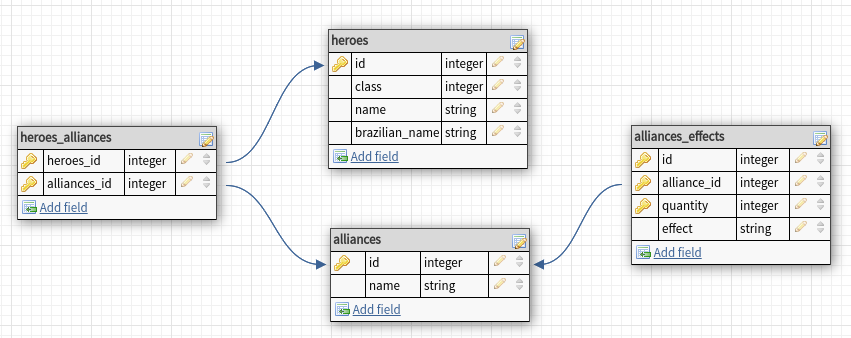 heroes
id integer
class integer
name string
brazilian_name string
Add field
heroes_alliances
heroes_id integer
alliances_id integer
Add field
alliances_effects
id integer
alliance_id integer
quantity integer
effect string
Add field
alliances
id integer
name string
Add field